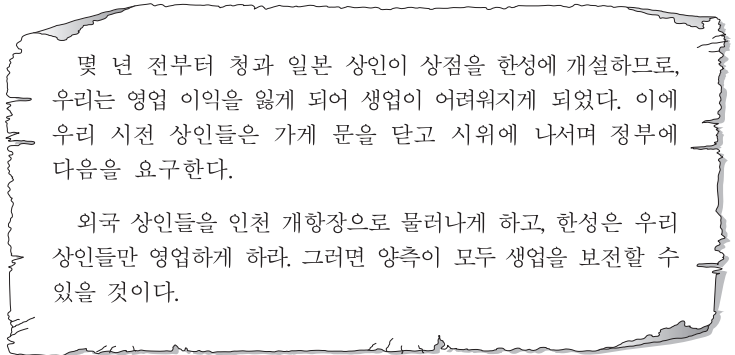 몇 년 전부터 청과 일본 상인이 상점을 한성에 개설하므로,
우리는 영업 이익을 잃게 되어 생업이 어려워지게 되었다. 이에
우리 시전 상인들은 가게 문을 닫고 시위에 나서며 정부에
다음을 요구한다.
외국 상인들을 인천 개항장으로 물러나게 하고, 한성은 우리
상인들만 영업하게 하라. 그러면 양측이 모두 생업을 보전할 수
있을 것이다.